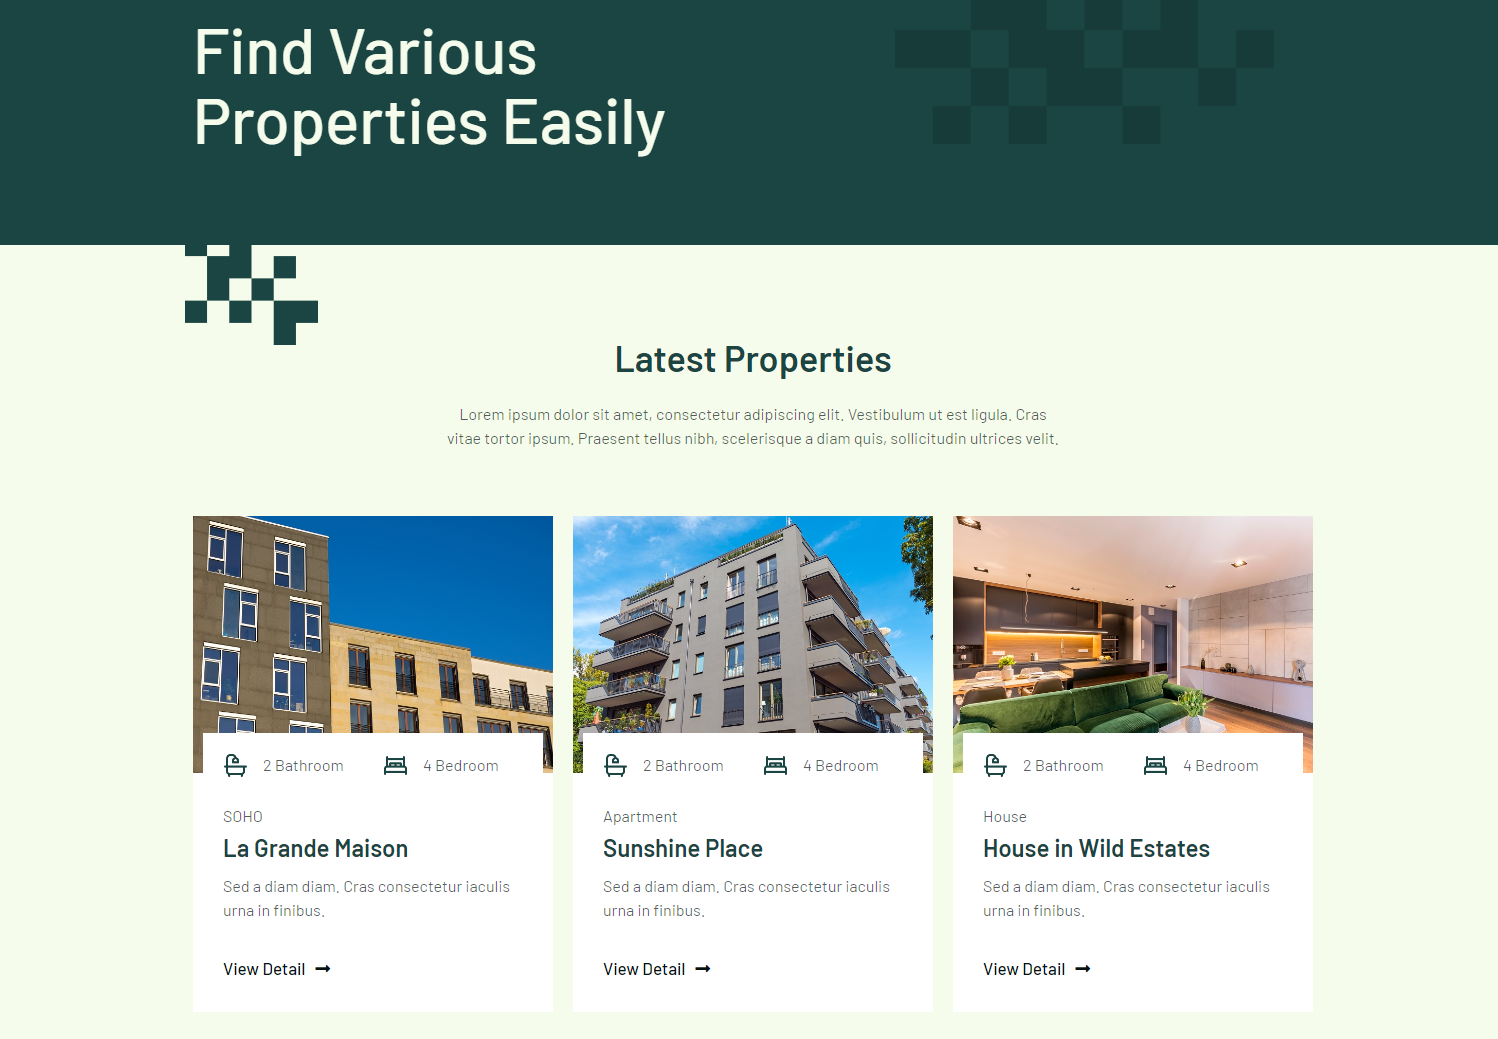 Find Various
Properties Easily
Latest Properties
Lorem ipsum dolor sit amet, consectetur adipiscing elit. Vestibulum ut est ligula. Cras
vitae tortor ipsum. Praesent tellus nibh, scelerisque a diam quis, sollicitudin ultrices velit.
2 Bathroom 4 Bedroom
SOHO
La Grande Maison
Sed a diam diam. Cras consectetur iaculis
urna in finibus.
View Detail
2 Bathroom 4 Bedroom
Apartment
Sunshine Place
Sed a diam diam. Cras consectetur iaculis
urna in finibus.
View Detail
2 Bathroom 4 Bedroom
House
House in Wild Estates
Sed a diam diam. Cras consectetur iaculis
urna in finibus.
View Detail